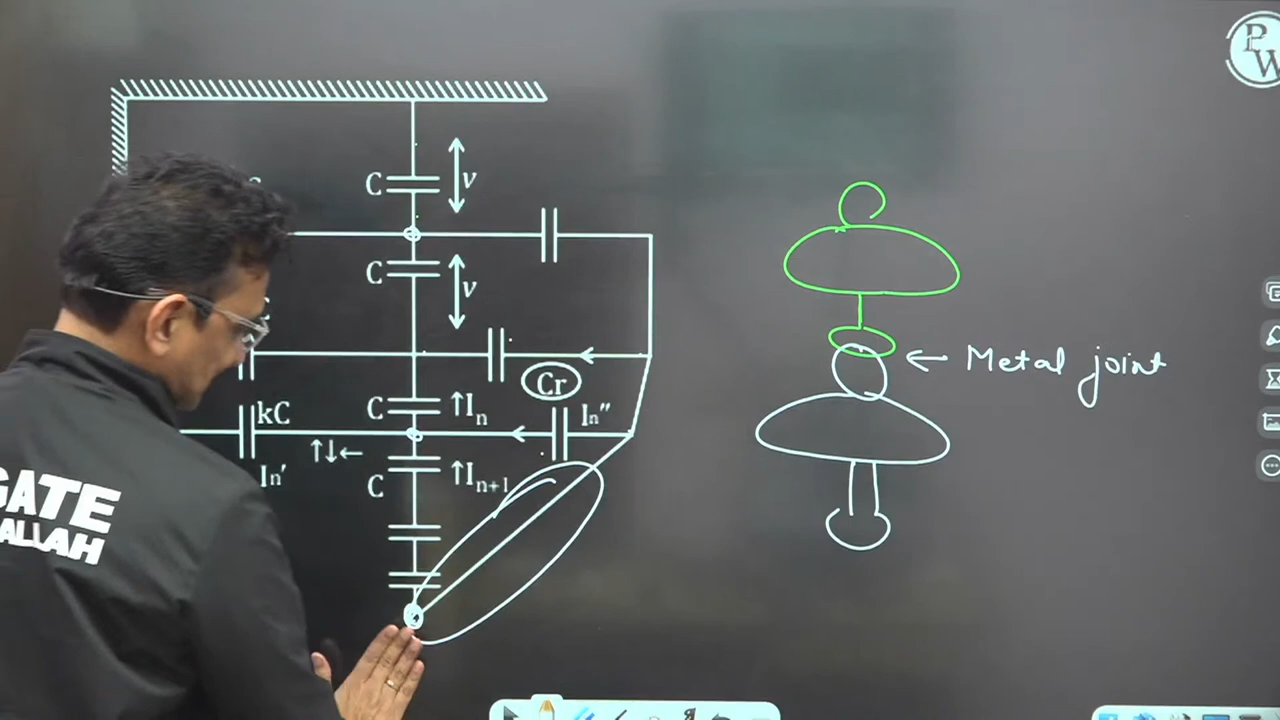 P
W
C
v
C
v
Cr
kC
C
↑In
In″
↑↓←
In′
C
↑In+1
← Metal joint
GATE
ALLAH